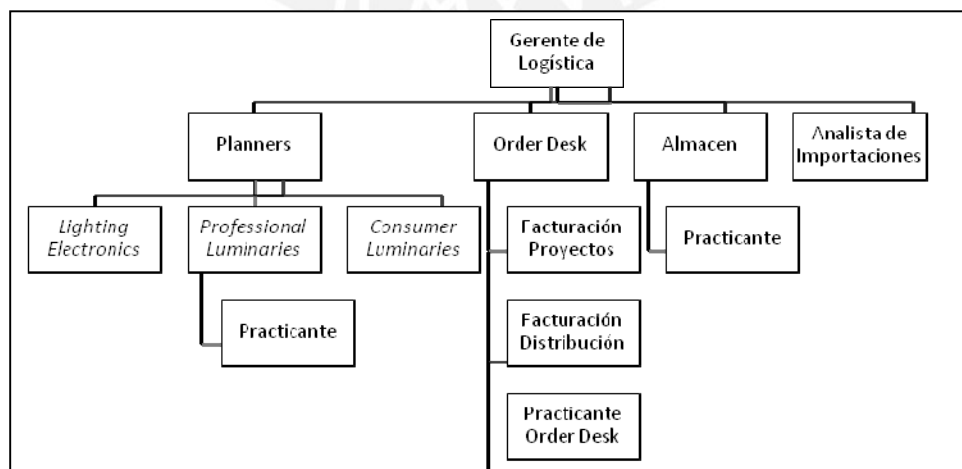 Gerente de
Logística
Planners
Order Desk
Almacen
Analista de
Importaciones
Lighting
Electronics
Professional
Luminaries
Consumer
Luminaries
Facturación
Proyectos
Practicante
Practicante
Facturación
Distribución
Practicante
Order Desk